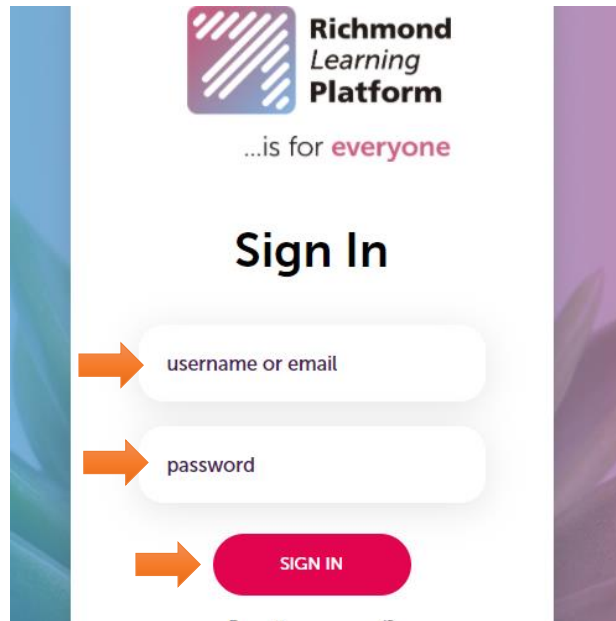 Richmond
Learning
Platform
...is for everyone
Sign In
username or email
password
SIGN IN